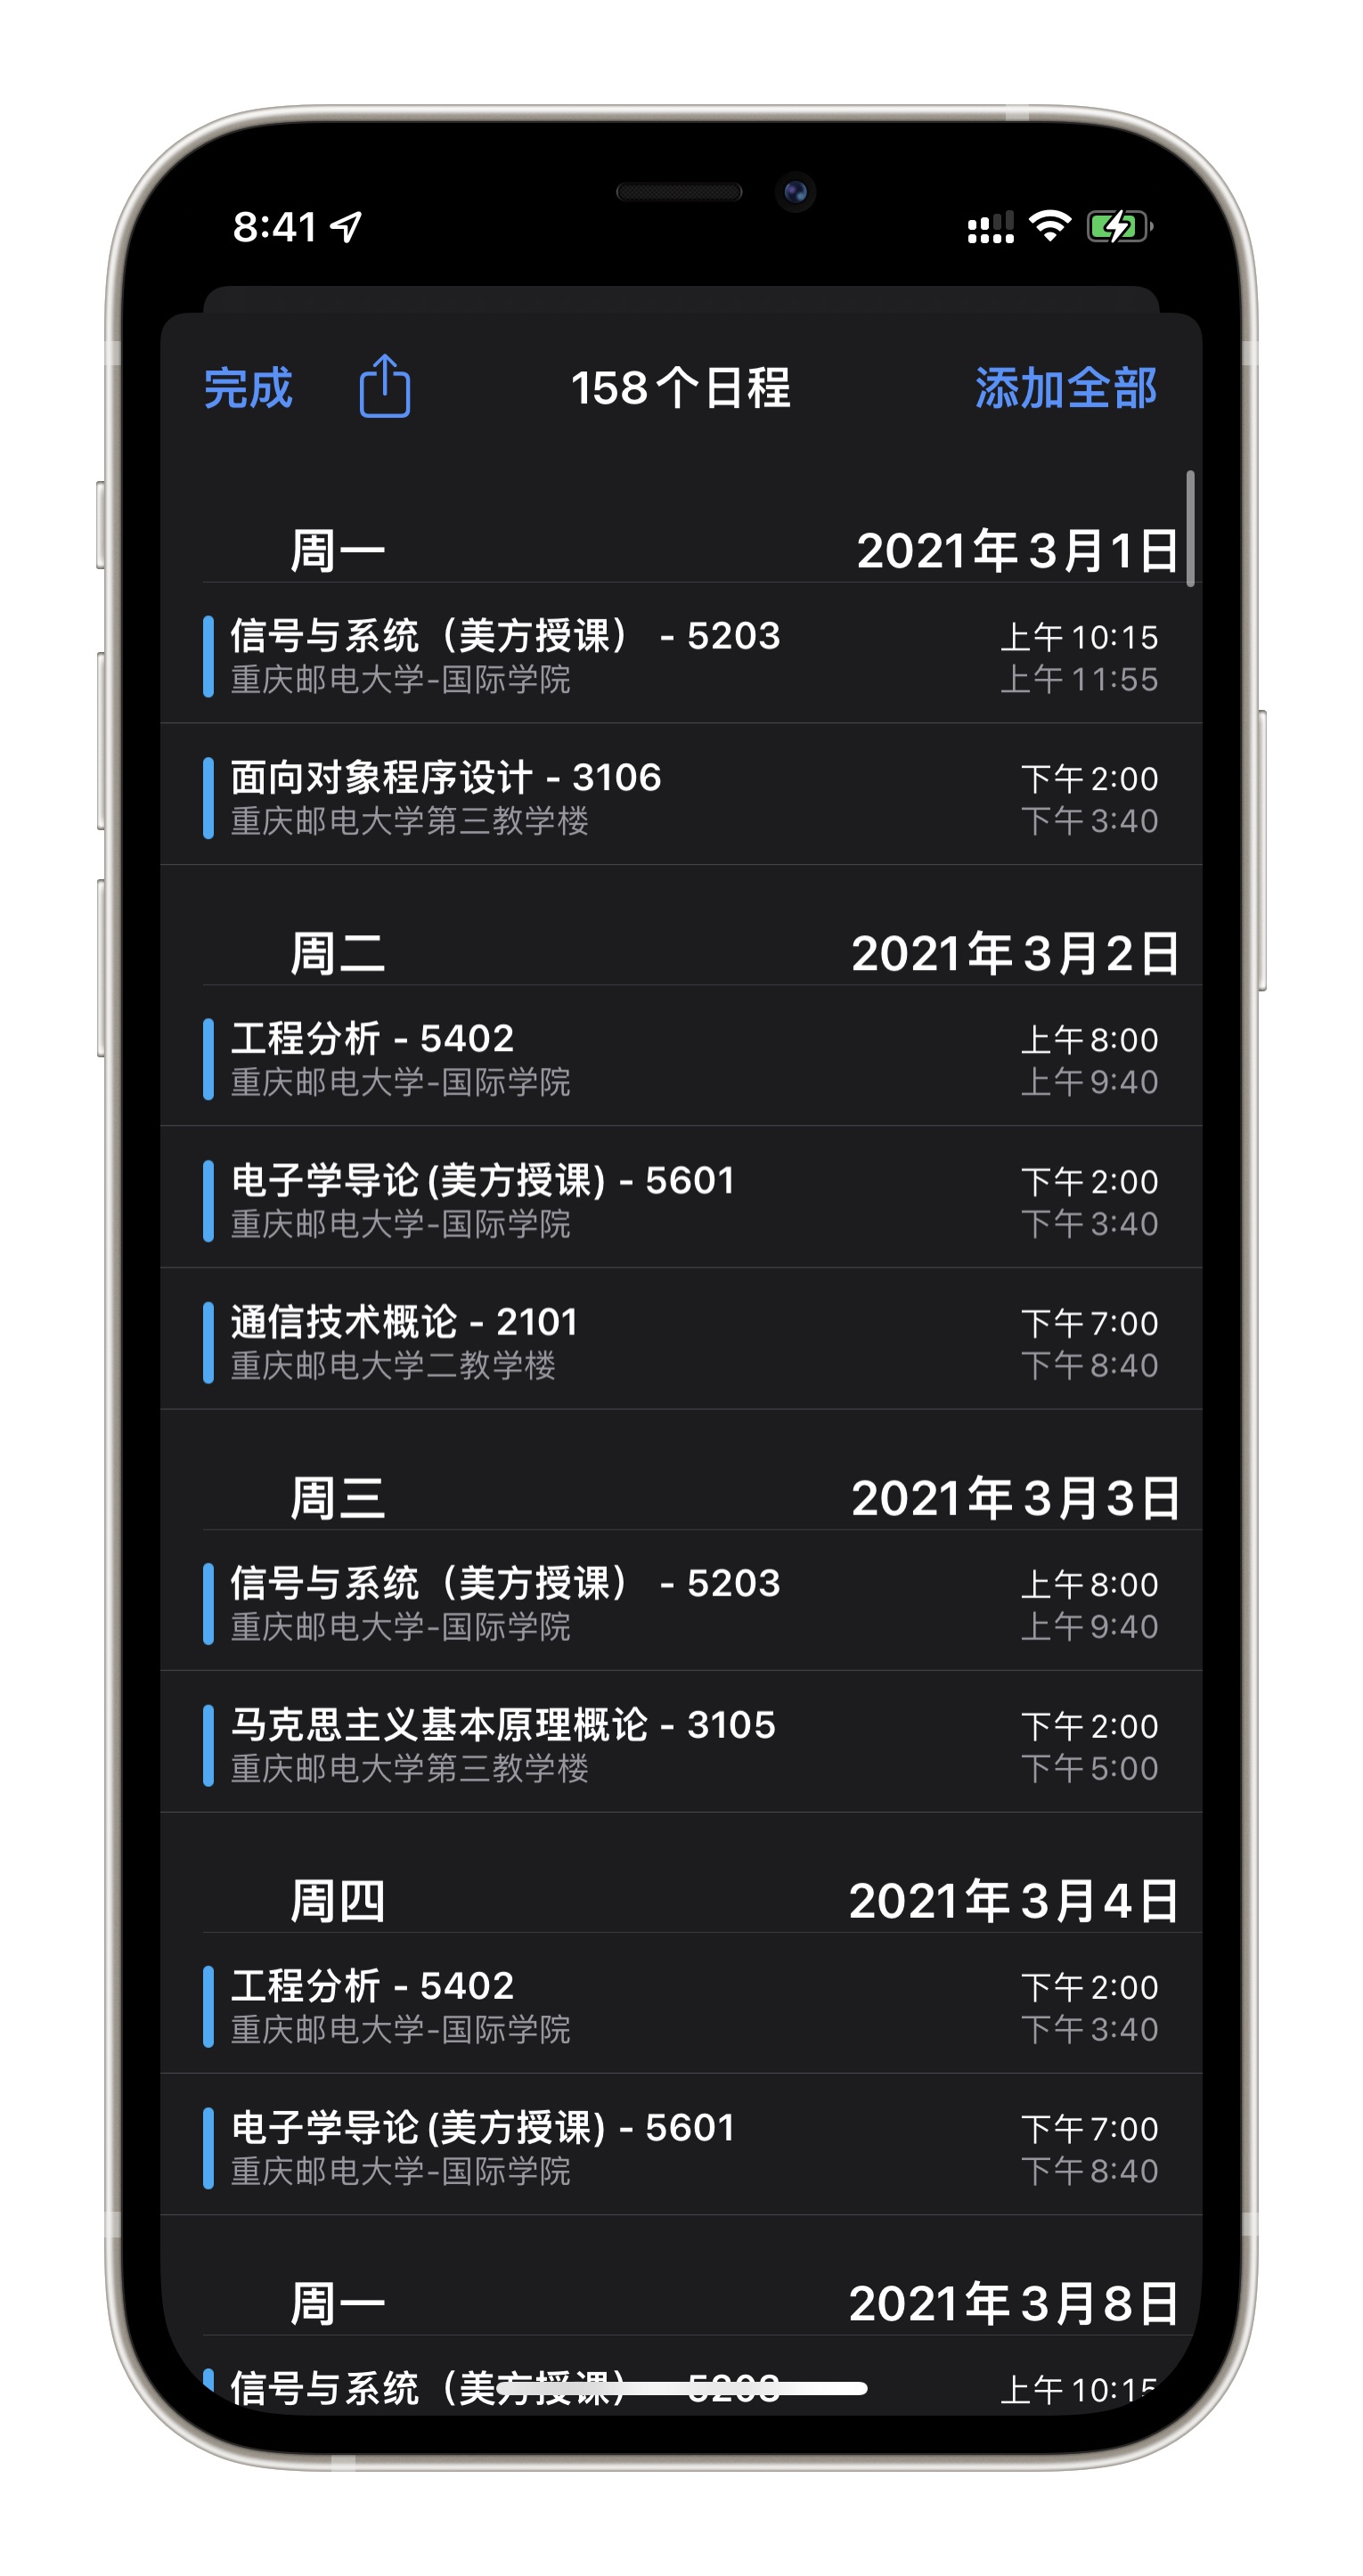 8:41
完成 158个日程 添加全部
周一 2021年3月1日
信号与系统（美方授课） - 5203 上午10:15
重庆邮电大学-国际学院 上午11:55
面向对象程序设计 - 3106 下午2:00
重庆邮电大学第三教学楼 下午3:40
周二 2021年3月2日
工程分析 - 5402 上午8:00
重庆邮电大学-国际学院 上午9:40
电子学导论(美方授课) - 5601 下午2:00
重庆邮电大学-国际学院 下午3:40
通信技术概论 - 2101 下午7:00
重庆邮电大学二教学楼 下午8:40
周三 2021年3月3日
信号与系统（美方授课） - 5203 上午8:00
重庆邮电大学-国际学院 上午9:40
马克思主义基本原理概论 - 3105 下午2:00
重庆邮电大学第三教学楼 下午5:00
周四 2021年3月4日
工程分析 - 5402 下午2:00
重庆邮电大学-国际学院 下午3:40
电子学导论(美方授课) - 5601 下午7:00
重庆邮电大学-国际学院 下午8:40
周一 2021年3月8日
信号与系统（美方授课） - 5203 上午10:15